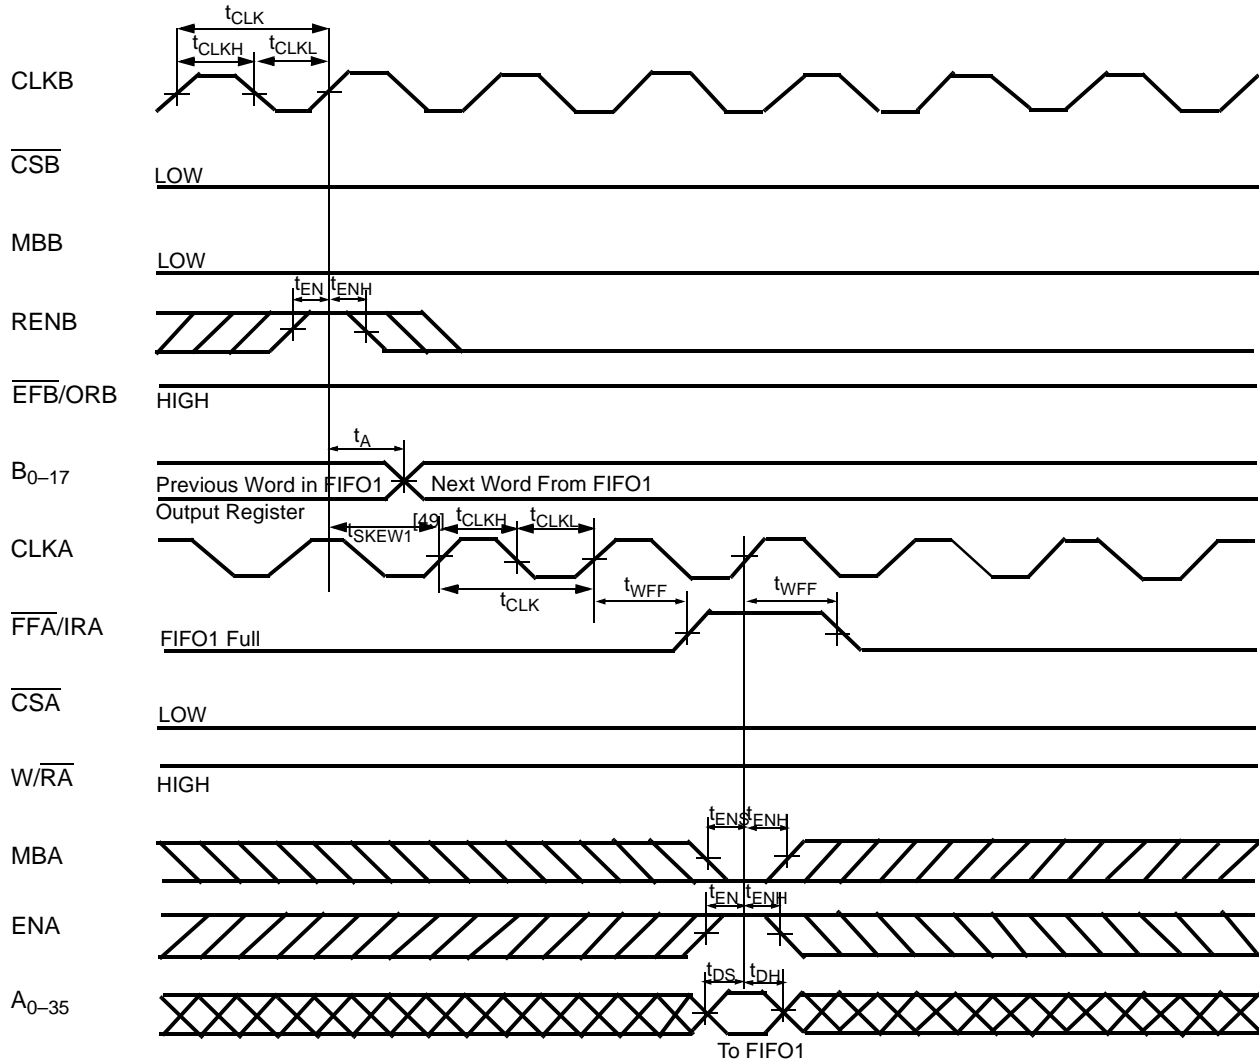 tCLK
tCLKH tCLKL
CLKB
CSB
LOW
MBB
LOW
tEN tENH
RENB
EFB/ORB
HIGH
tA
B0–17
Previous Word in FIFO1 Next Word From FIFO1
Output Register
tSKEW1 [49] tCLKH tCLKL
CLKA
tCLK
tWFF tWFF
FFA/IRA
FIFO1 Full
CSA
LOW
W/RA
HIGH
tENS tENH
MBA
tEN tENH
ENA
tDS tDH
A0–35
To FIFO1